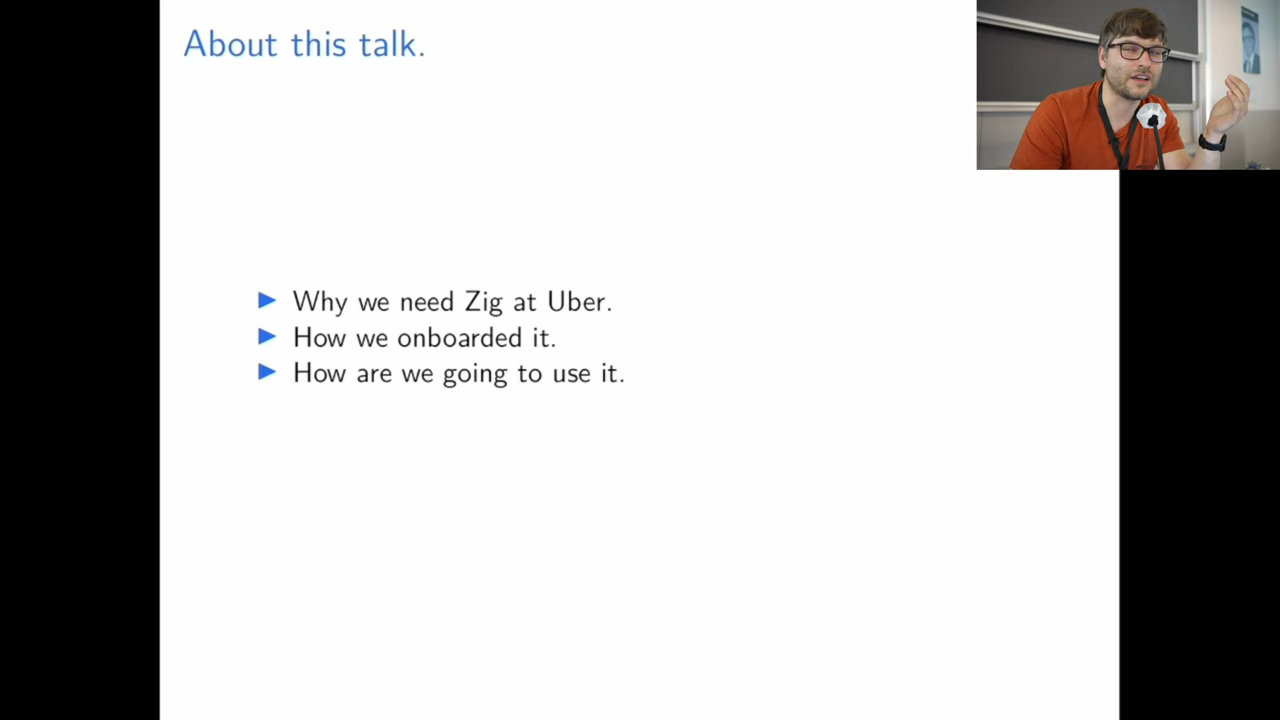 About this talk.
Why we need Zig at Uber.
How we onboarded it.
How are we going to use it.